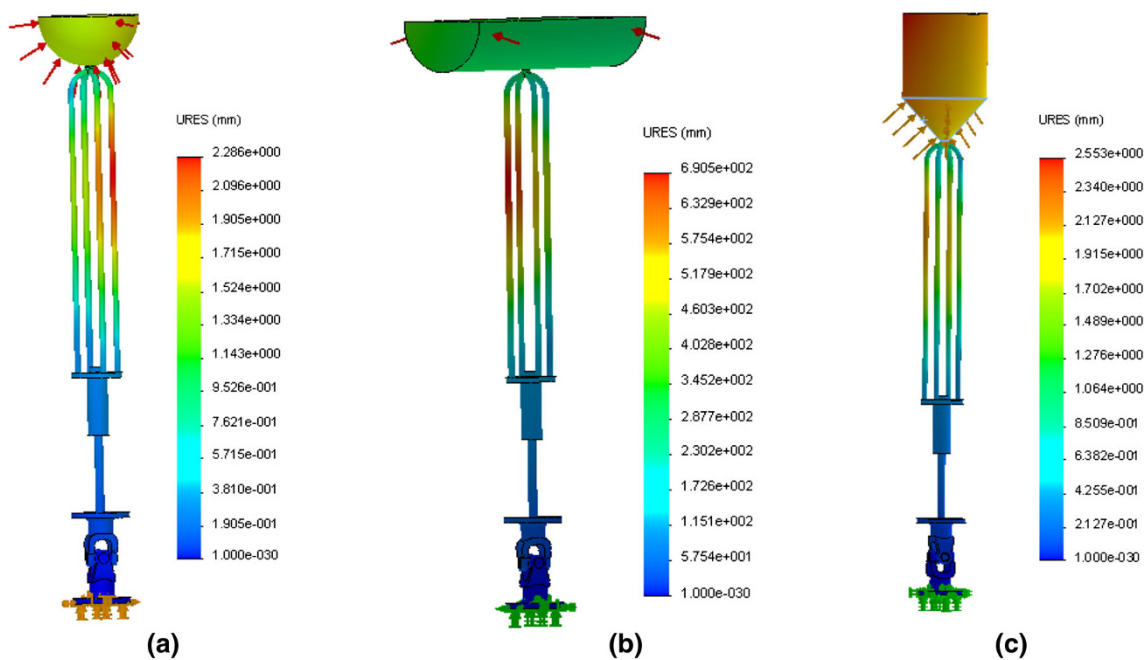 URES (mm)
2.286e+000
2.096e+000
1.905e+000
1.715e+000
1.524e+000
1.334e+000
1.143e+000
9.526e-001
7.621e-001
5.715e-001
3.810e-001
1.905e-001
1.000e-030
(a)
URES (mm)
6.905e+002
6.329e+002
5.754e+002
5.179e+002
4.603e+002
4.028e+002
3.452e+002
2.877e+002
2.302e+002
1.726e+002
1.151e+002
5.754e+001
1.000e-030
(b)
URES (mm)
2.553e+000
2.340e+000
2.127e+000
1.915e+000
1.702e+000
1.489e+000
1.276e+000
1.064e+000
8.509e-001
6.382e-001
4.255e-001
2.127e-001
1.000e-030
(c)